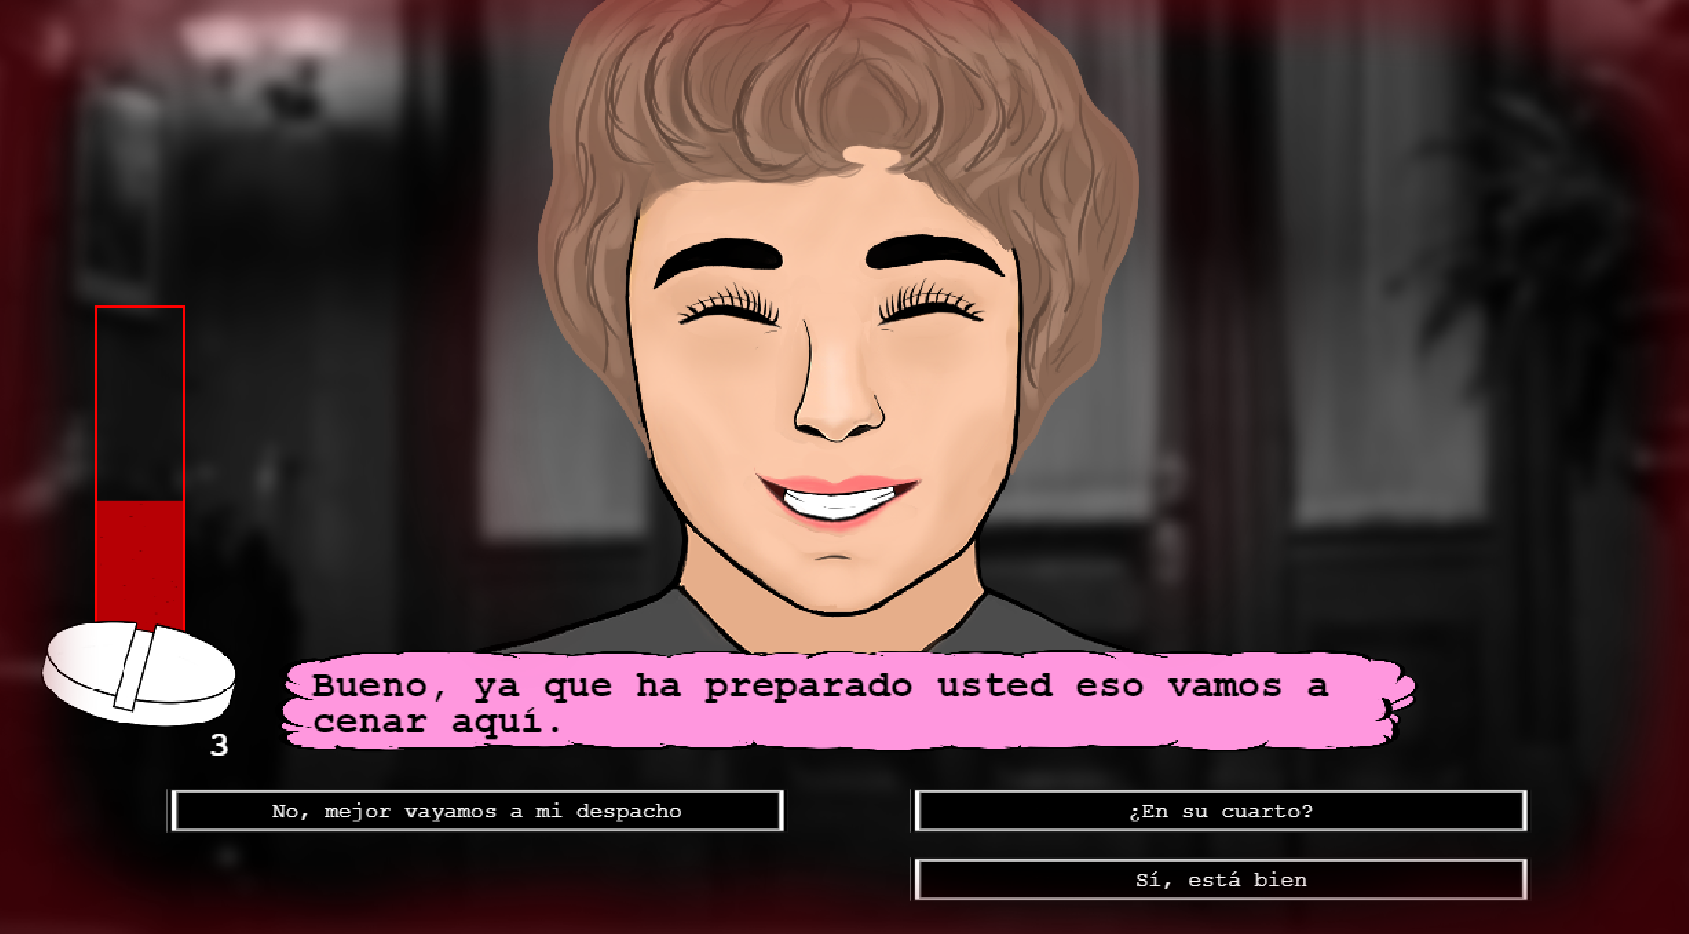 Bueno, ya que ha preparado usted eso vamos a
cenar aquí.
3
No, mejor vayamos a mi despacho
¿En su cuarto?
Sí, está bien